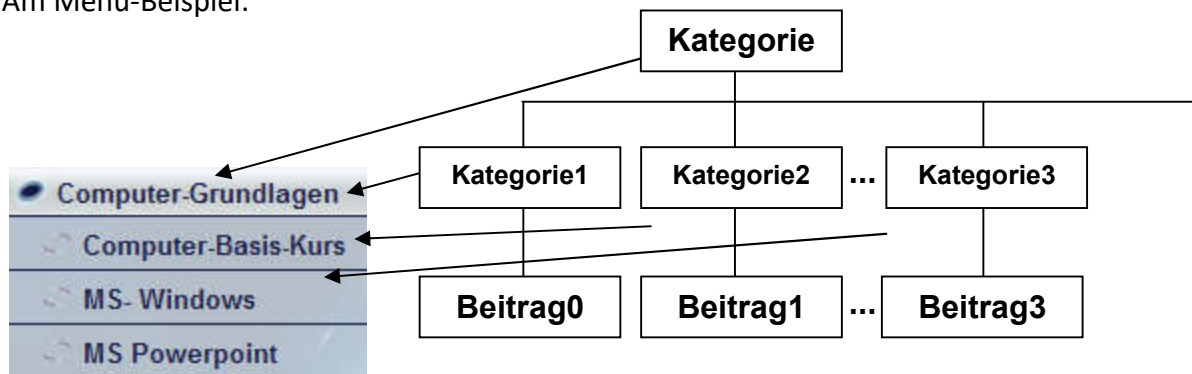 Am Menü-Beispiel:
Kategorie
Kategorie1 Kategorie2 ... Kategorie3
Computer-Grundlagen
Computer-Basis-Kurs
MS- Windows
MS Powerpoint
Beitrag0 Beitrag1 ... Beitrag3